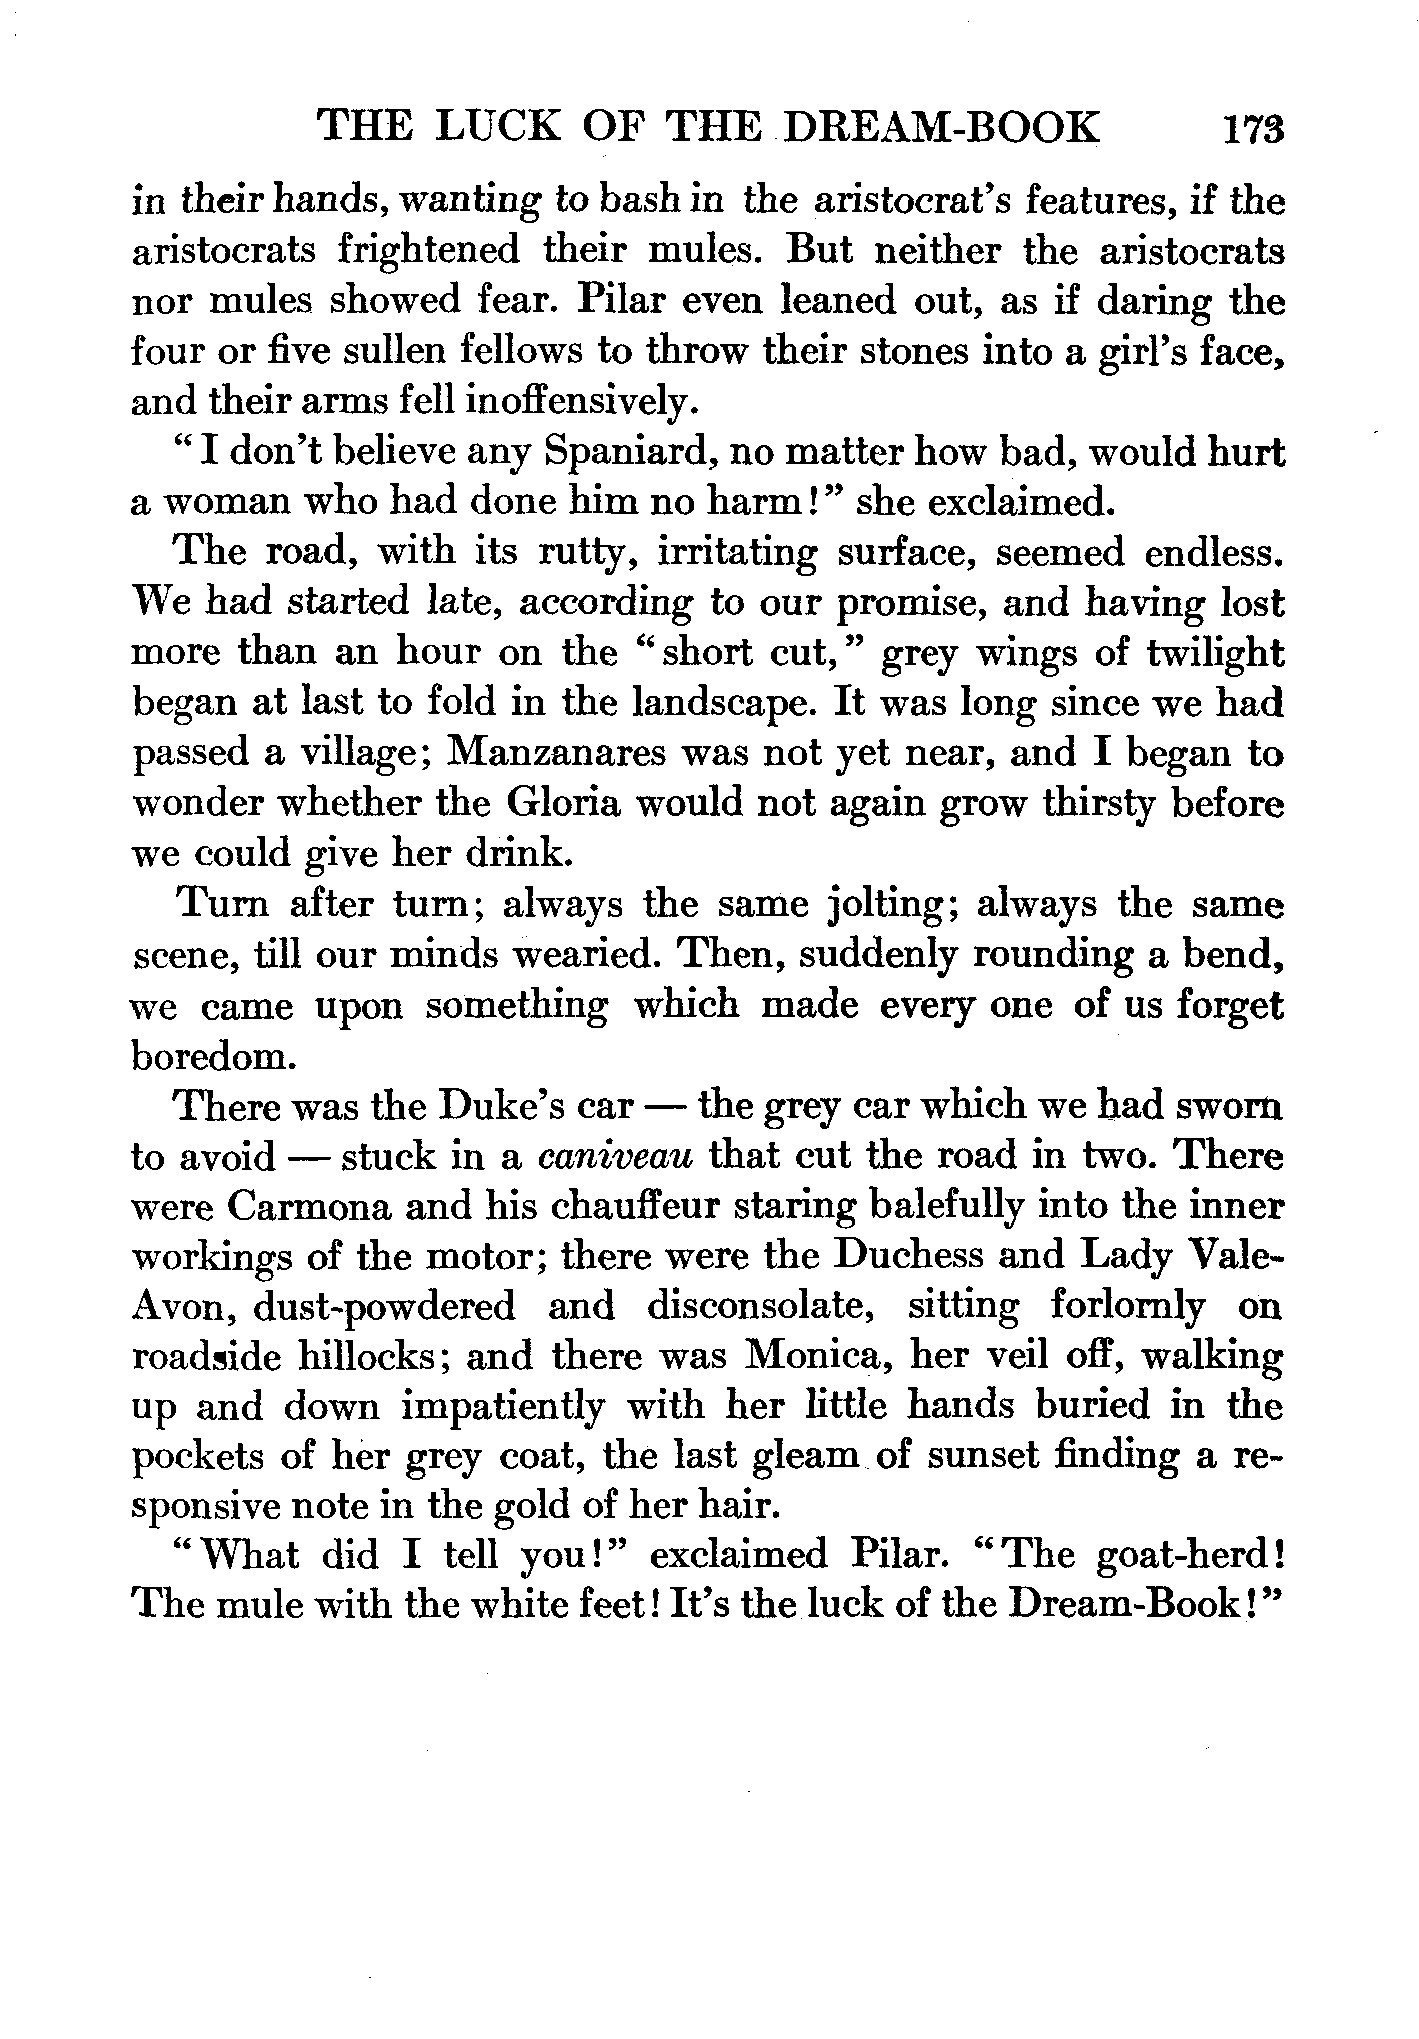 THE LUCK OF THE DREAM-BOOK 173
in their hands, wanting to bash in the aristocrat's features, if the
aristocrats frightened their mules. But neither the aristocrats
nor mules showed fear. Pilar even leaned out, as if daring the
four or five sullen fellows to throw their stones into a girl's face,
and their arms fell inoffensively.
"I don't believe any Spaniard, no matter how bad, would hurt
a woman who had done him no harm!" she exclaimed.
The road, with its rutty, irritating surface, seemed endless.
We had started late, according to our promise, and having lost
more than an hour on the "short cut," grey wings of twilight
began at last to fold in the landscape. It was long since we had
passed a village; Manzanares was not yet near, and I began to
wonder whether the Gloria would not again grow thirsty before
we could give her drink.
Turn after turn; always the same jolting; always the same
scene, till our minds wearied. Then, suddenly rounding a bend,
we came upon something which made every one of us forget
boredom.
There was the Duke's car — the grey car which we had sworn
to avoid — stuck in a caniveau that cut the road in two. There
were Carmona and his chauffeur staring balefully into the inner
workings of the motor; there were the Duchess and Lady Vale-
Avon, dust-powdered and disconsolate, sitting forlornly on
roadside hillocks; and there was Monica, her veil off, walking
up and down impatiently with her little hands buried in the
pockets of her grey coat, the last gleam of sunset finding a re-
sponsive note in the gold of her hair.
"What did I tell you!" exclaimed Pilar. "The goat-herd!
The mule with the white feet! It's the luck of the Dream-Book!"